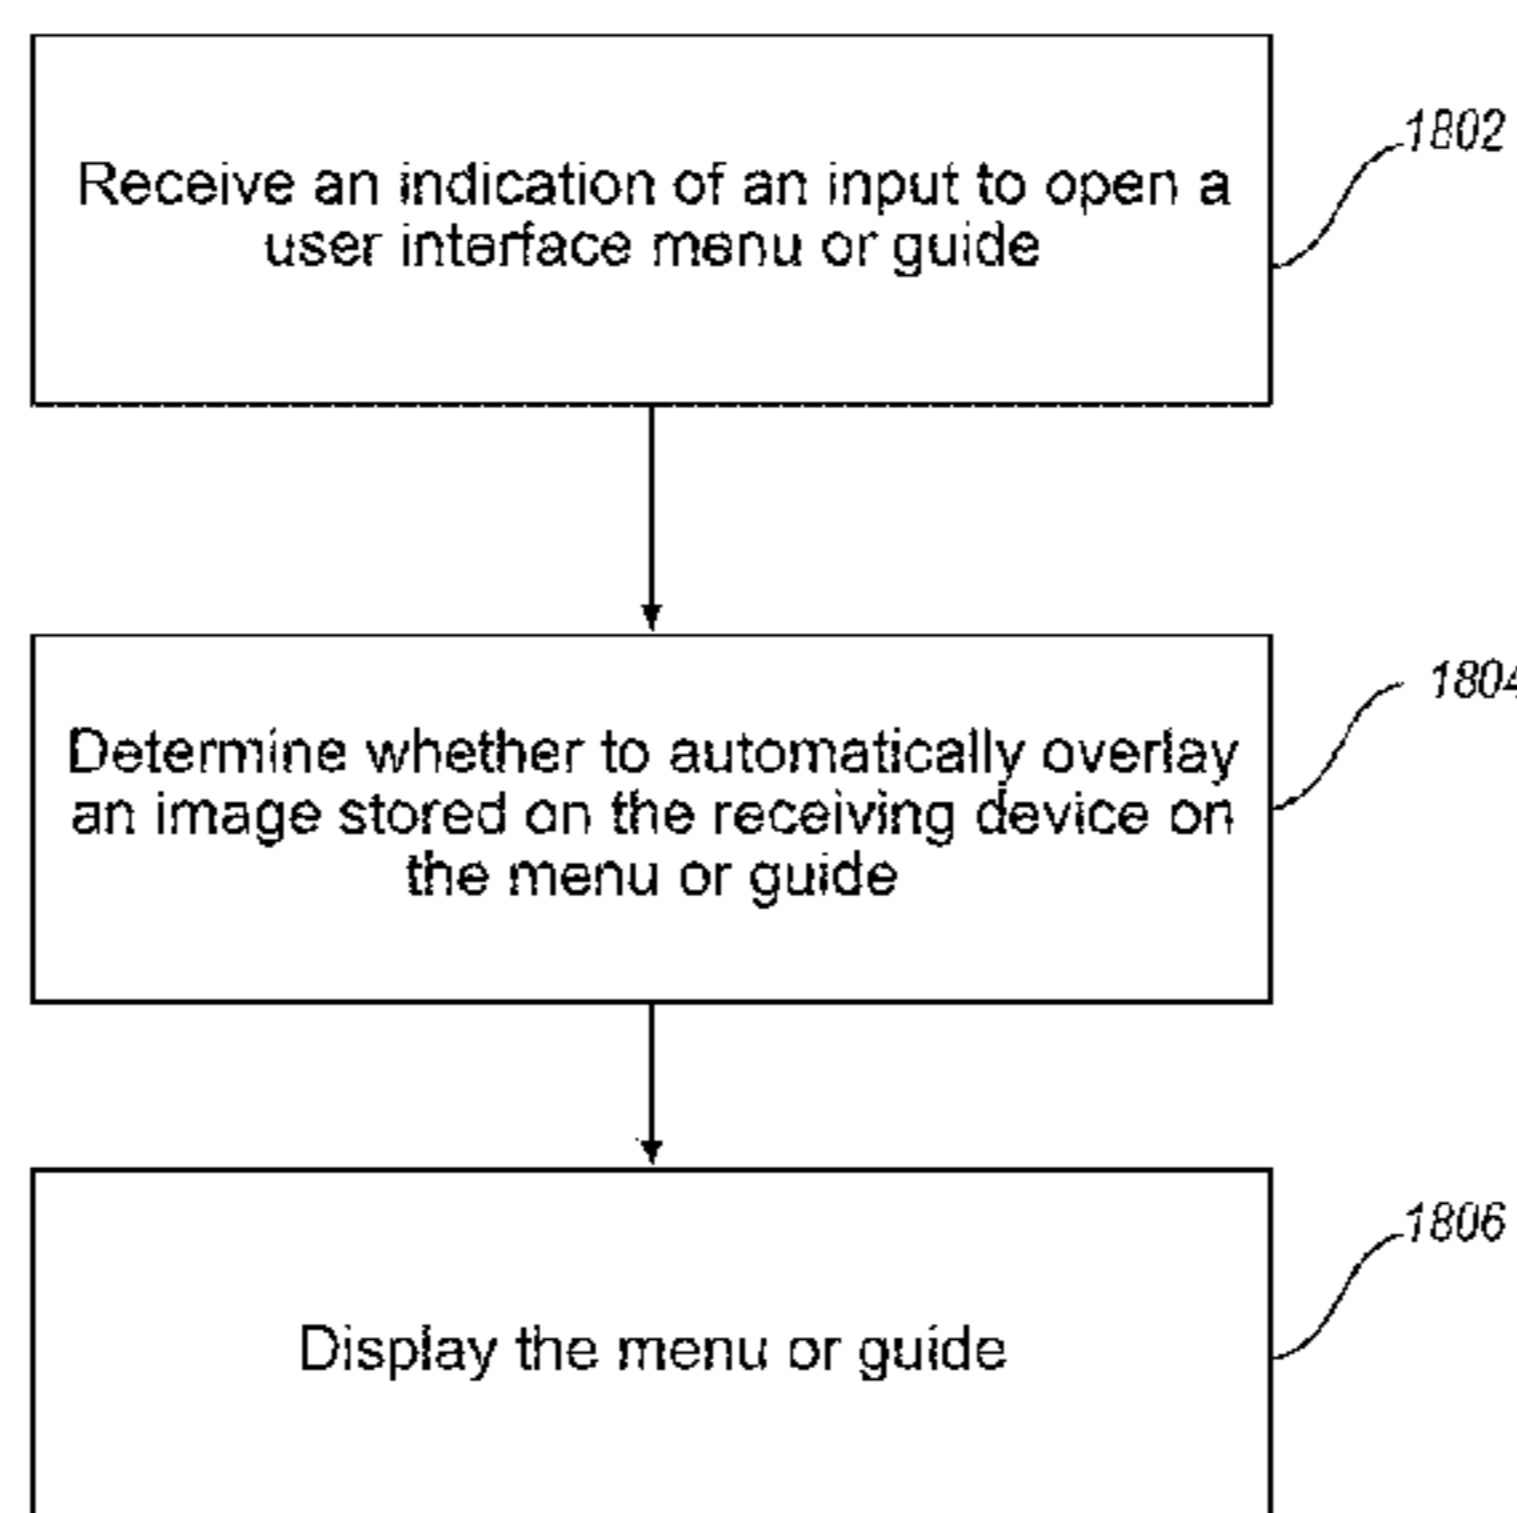 Receive an indication of an input to open a
user interface menu or guide
1802
Determine whether to automatically overlay
an image stored on the receiving device on
the menu or guide
1804
Display the menu or guide
1806